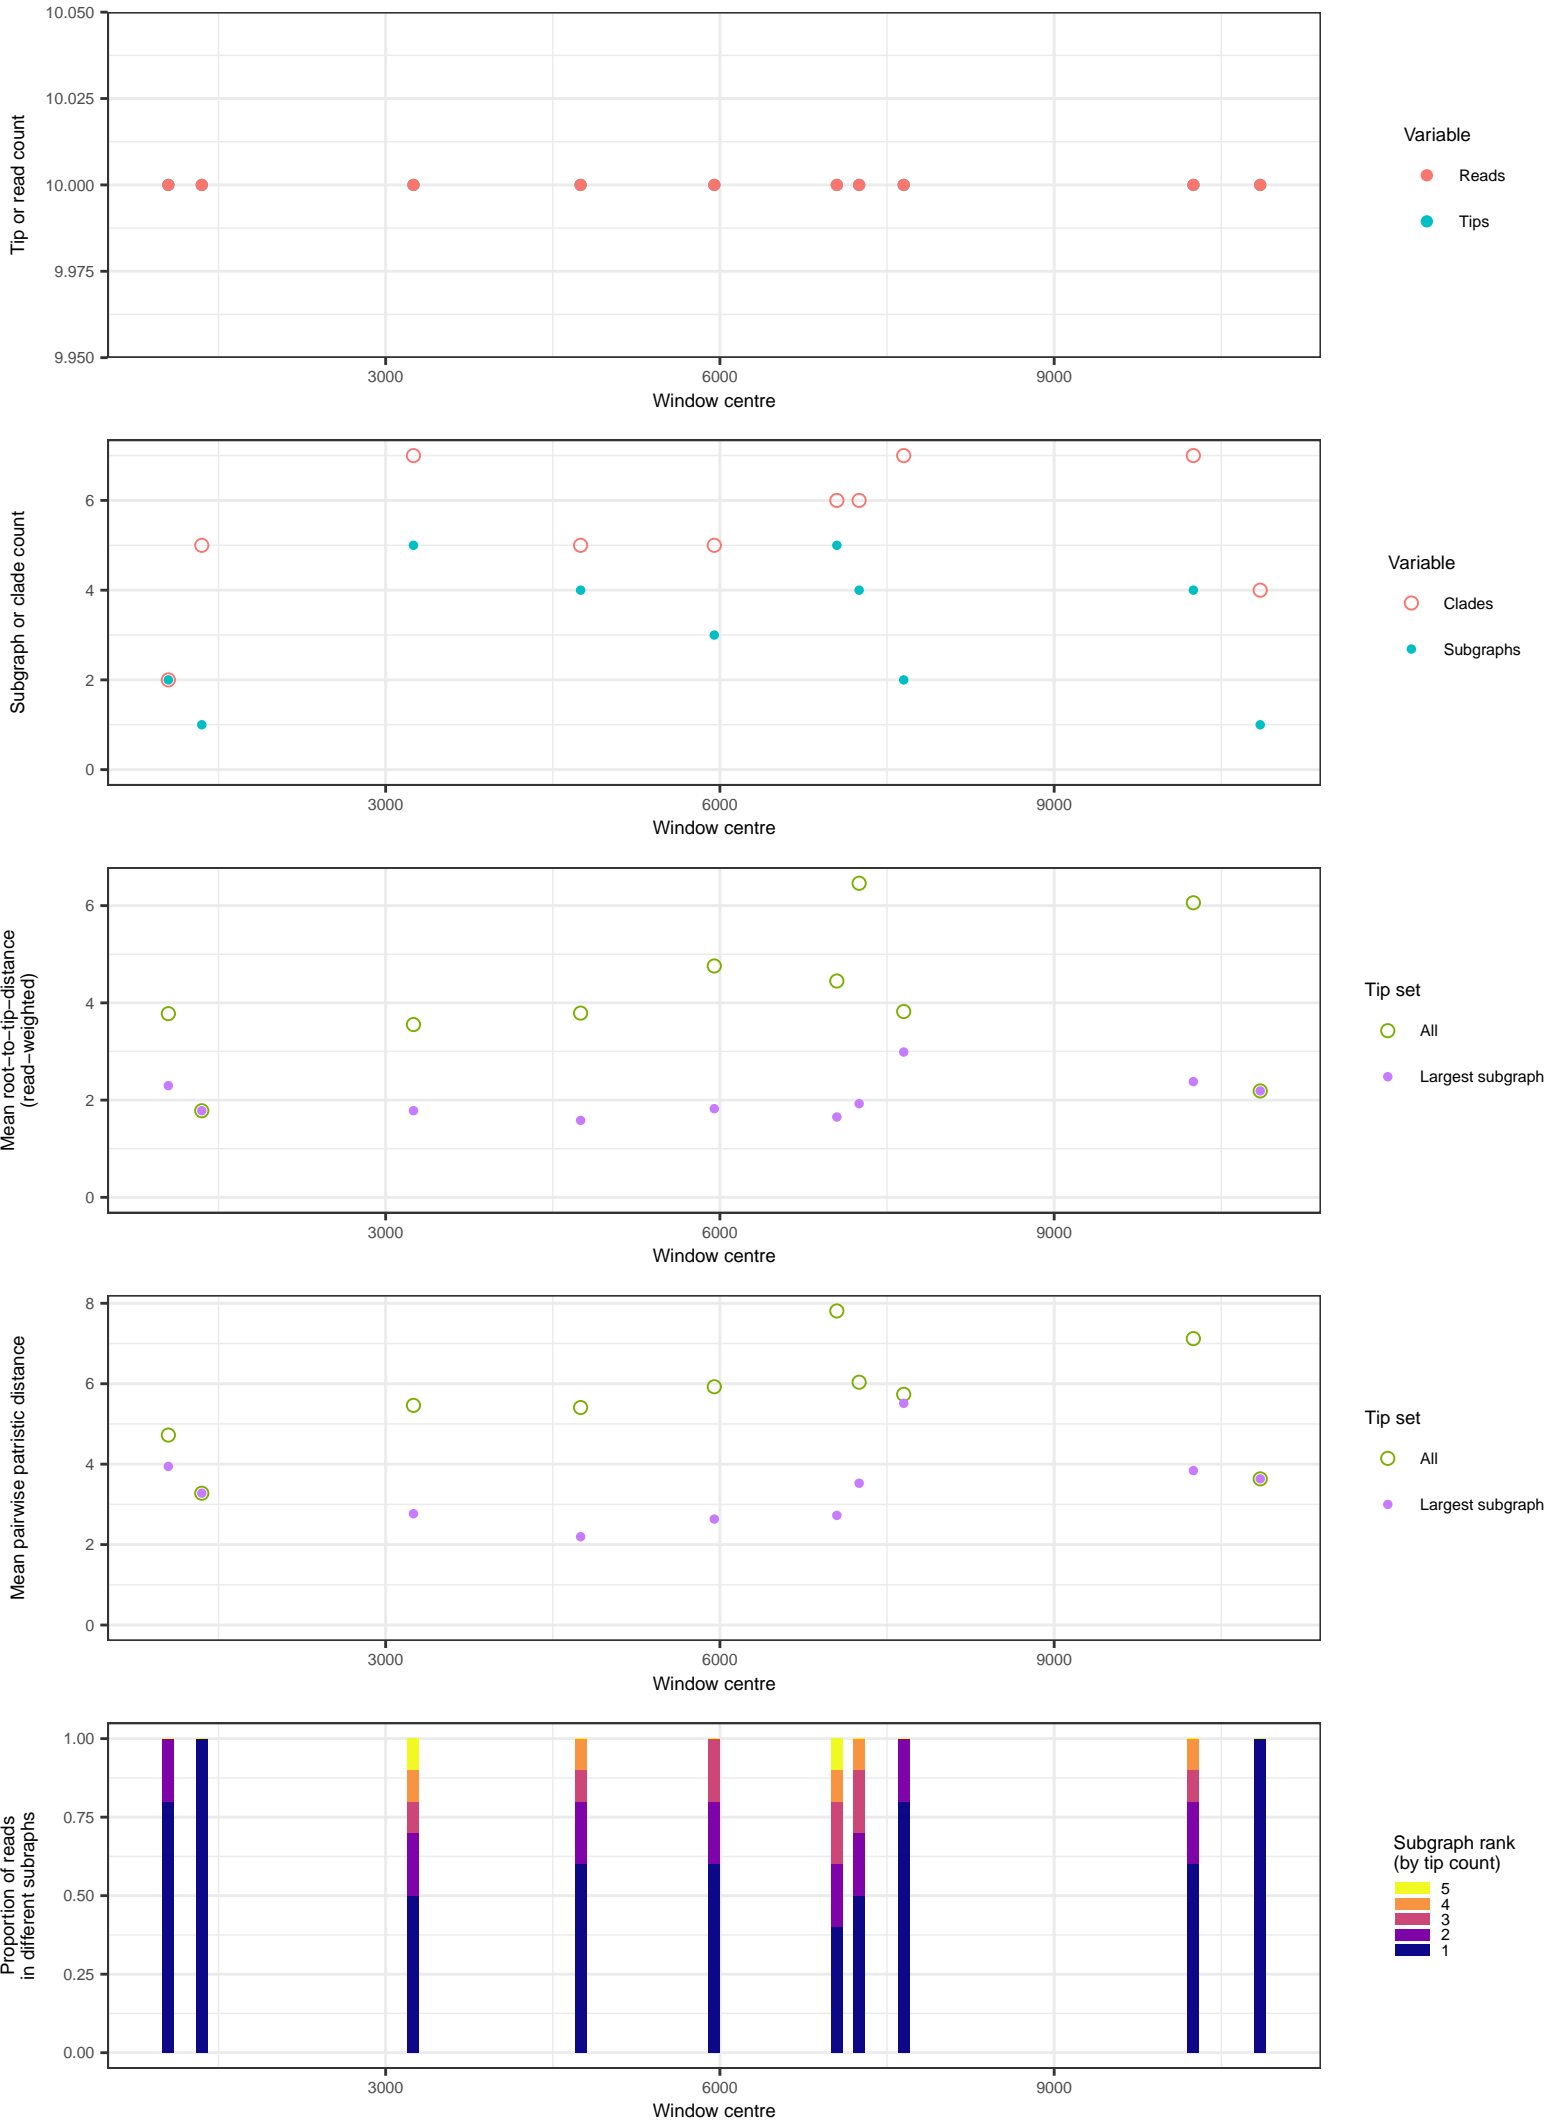 10.050
10.025
10.000
9.975
9.950
Tip or read count
3000 6000 9000
Window centre
Variable
Reads
Tips
6
4
2
0
Subgraph or clade count
3000 6000 9000
Window centre
Variable
Clades
Subgraphs
6
4
2
0
Mean root−to−tip−distance
(read−weighted)
3000 6000 9000
Window centre
Tip set
All
Largest subgraph
8
6
4
2
0
Mean pairwise patristic distance
3000 6000 9000
Window centre
Tip set
All
Largest subgraph
1.00
0.75
0.50
0.25
0.00
Proportion of reads
in different subraphs
3000 6000 9000
Window centre
Subgraph rank
(by tip count)
5
4
3
2
1